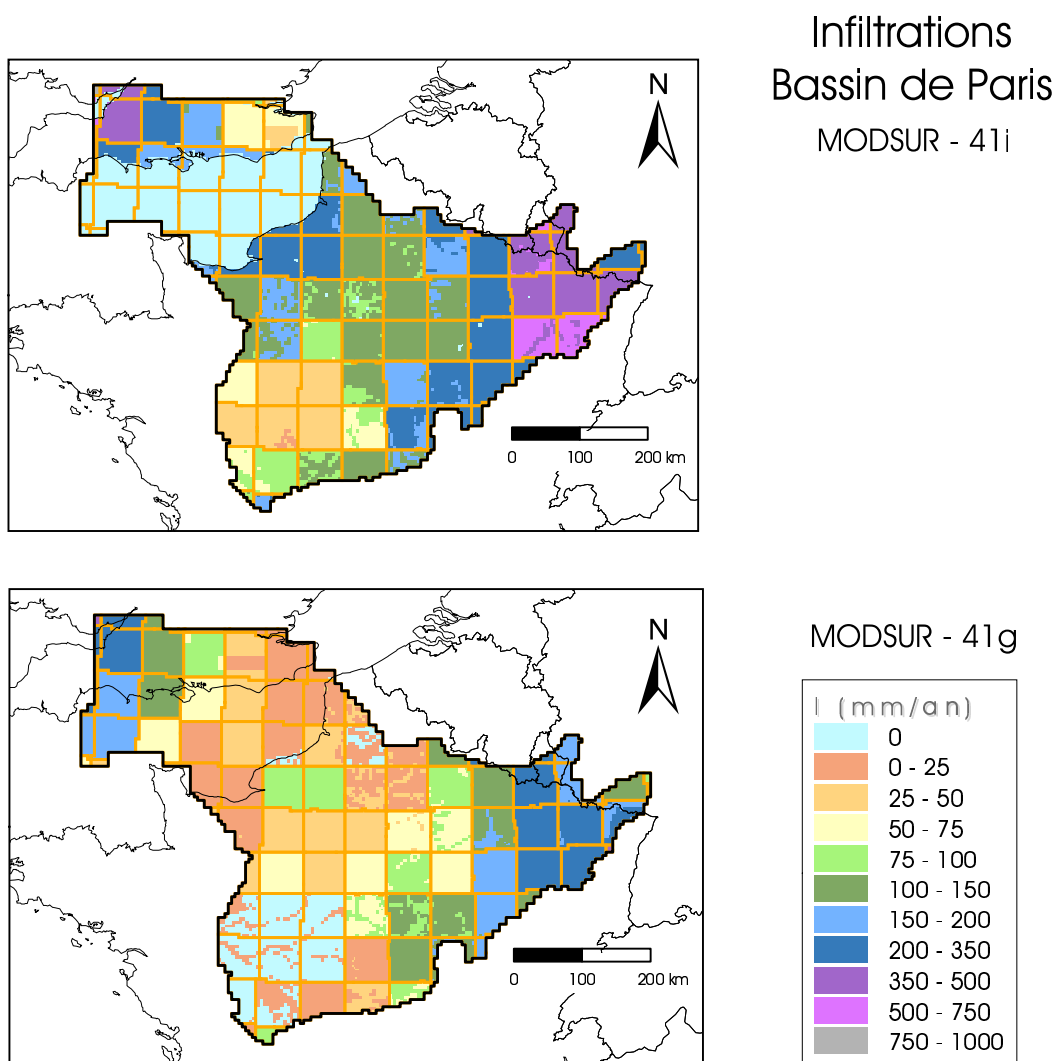 Infiltrations
Bassin de Paris
MODSUR - 41i
N
0 100 200 km
MODSUR - 41g
N
0 100 200 km
I (mm/an)
0
0 - 25
25 - 50
50 - 75
75 - 100
100 - 150
150 - 200
200 - 350
350 - 500
500 - 750
750 - 1000